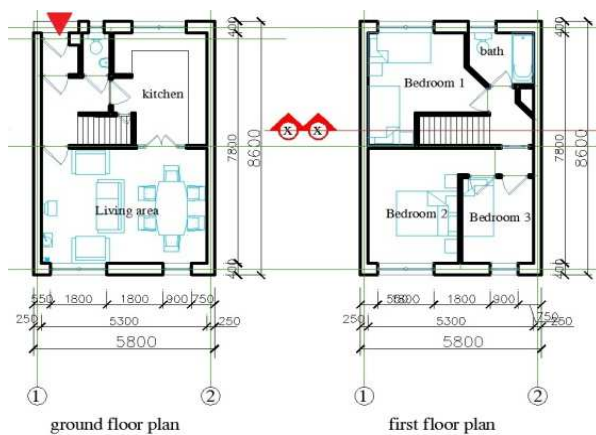 kitchen
Living area
400
7800
8600
400
550 1800 1800 900 750
250 5300 250
5800
1 2
ground floor plan
X X
bath
Bedroom 1
Bedroom 2
Bedroom 3
400
7800
8600
400
1800 900
750
250 5300 250
5800
1 2
first floor plan